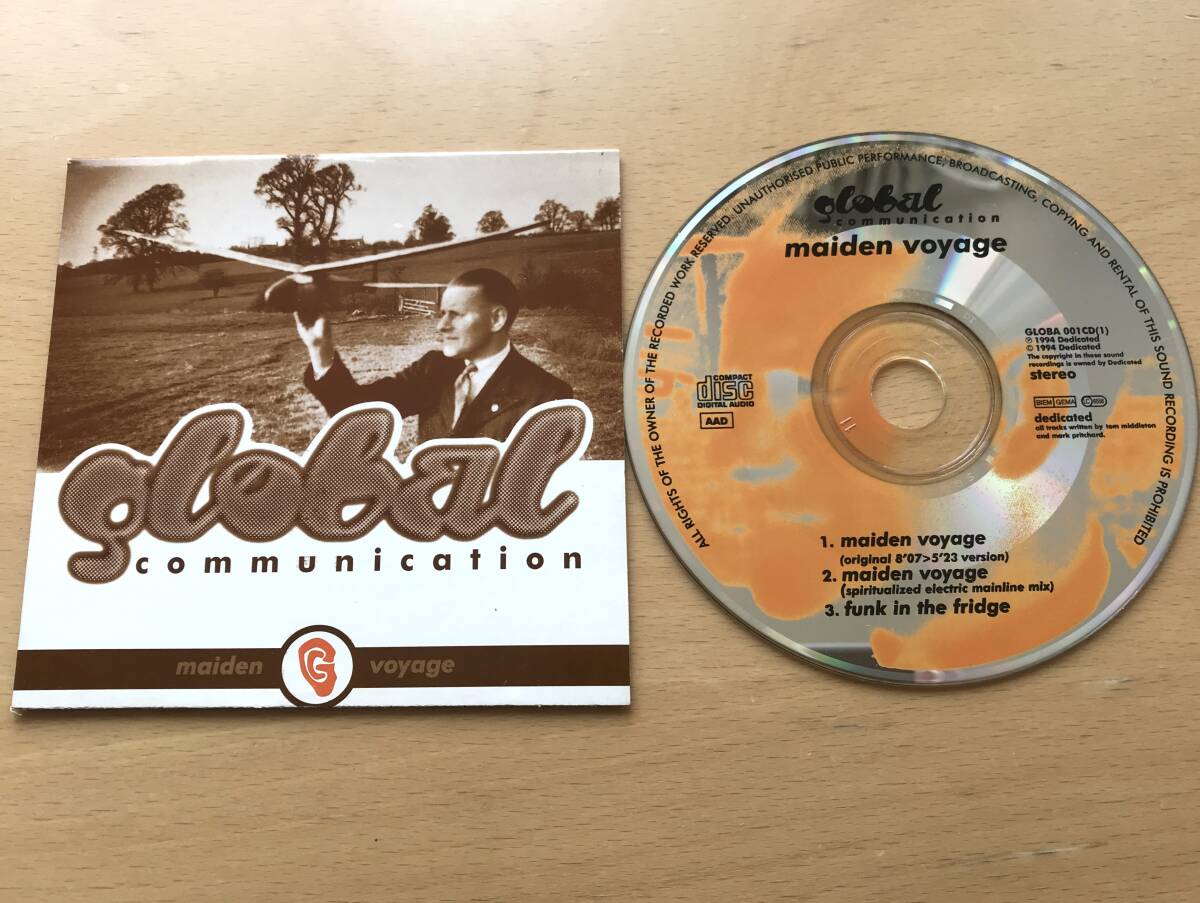 global
communication
maiden voyage
G
ALL RIGHTS OF THE OWNER OF THE RECORDED WORK RESERVED. UNAUTHORISED PUBLIC PERFORMANCE, BROADCASTING, COPYING AND RENTAL OF THIS SOUND RECORDING IS PROHIBITED
global
communication
maiden voyage
GLOBA 001CD(1)
℗ 1994 Dedicated
© 1994 Dedicated
The copyright in these sound
recordings is owned by Dedicated
stereo
BIEM GEMA
dedicated
all tracks written by tom middleton
and mark pritchard.
COMPACT
disc
DIGITAL AUDIO
AAD
1. maiden voyage
(original 8'07>5'23 version)
2. maiden voyage
(spiritualized electric mainline mix)
3. funk in the fridge